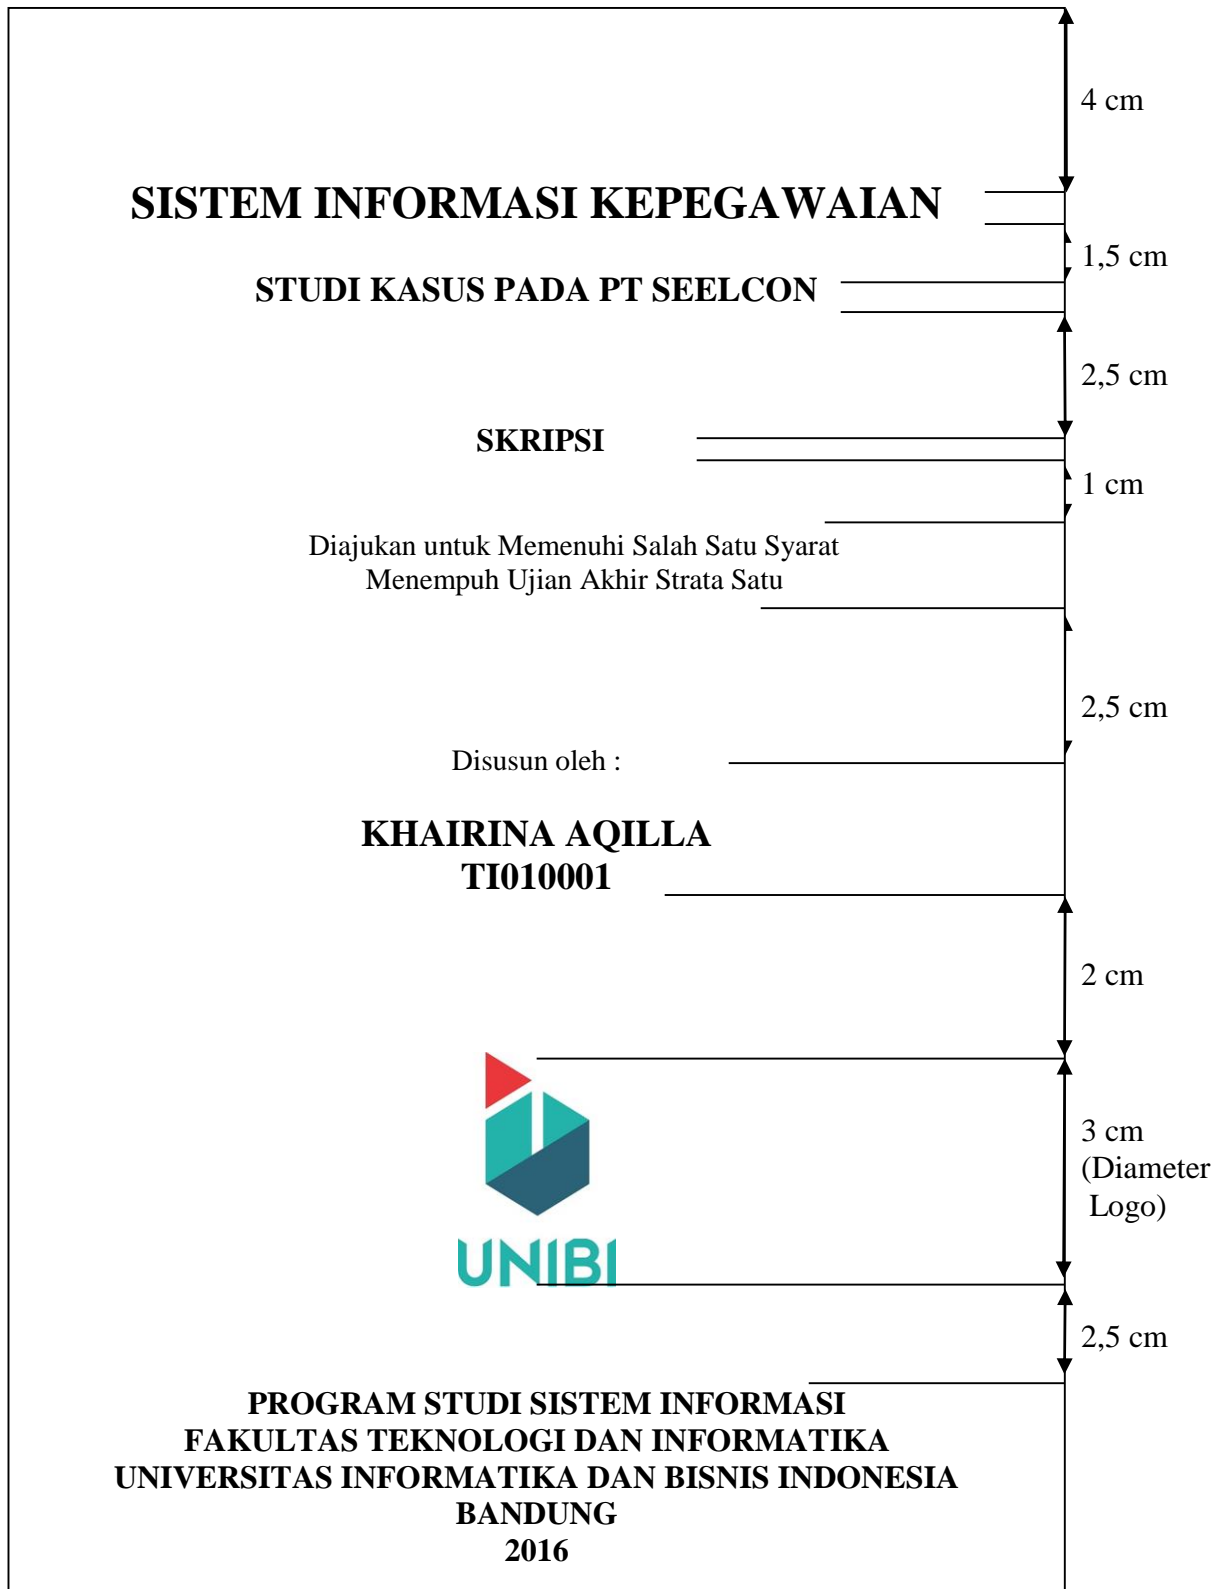 4 cm
SISTEM INFORMASI KEPEGAWAIAN
1,5 cm
STUDI KASUS PADA PT SEELCON
2,5 cm
SKRIPSI
1 cm
Diajukan untuk Memenuhi Salah Satu Syarat
Menempuh Ujian Akhir Strata Satu
2,5 cm
Disusun oleh :
KHAIRINA AQILLA
TI010001
2 cm
3 cm
(Diameter
Logo)
UNIBI
2,5 cm
PROGRAM STUDI SISTEM INFORMASI
FAKULTAS TEKNOLOGI DAN INFORMATIKA
UNIVERSITAS INFORMATIKA DAN BISNIS INDONESIA
BANDUNG
2016